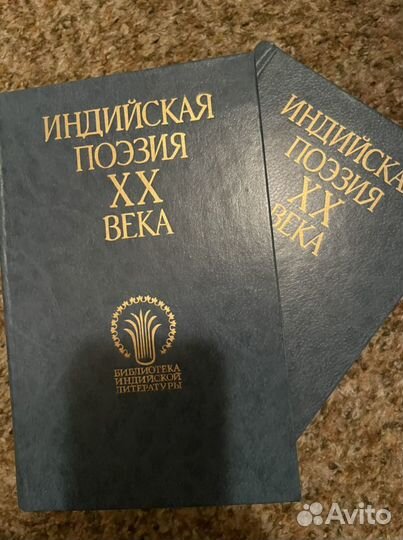 ИНДИЙСКАЯ
ПОЭЗИЯ
XX
ВЕКА
БИБЛИОТЕКА
ИНДИЙСКОЙ
ЛИТЕРАТУРЫ
ИНДИЙСКА
ПОЭЗИЯ
XX
ВЕКА
Avito